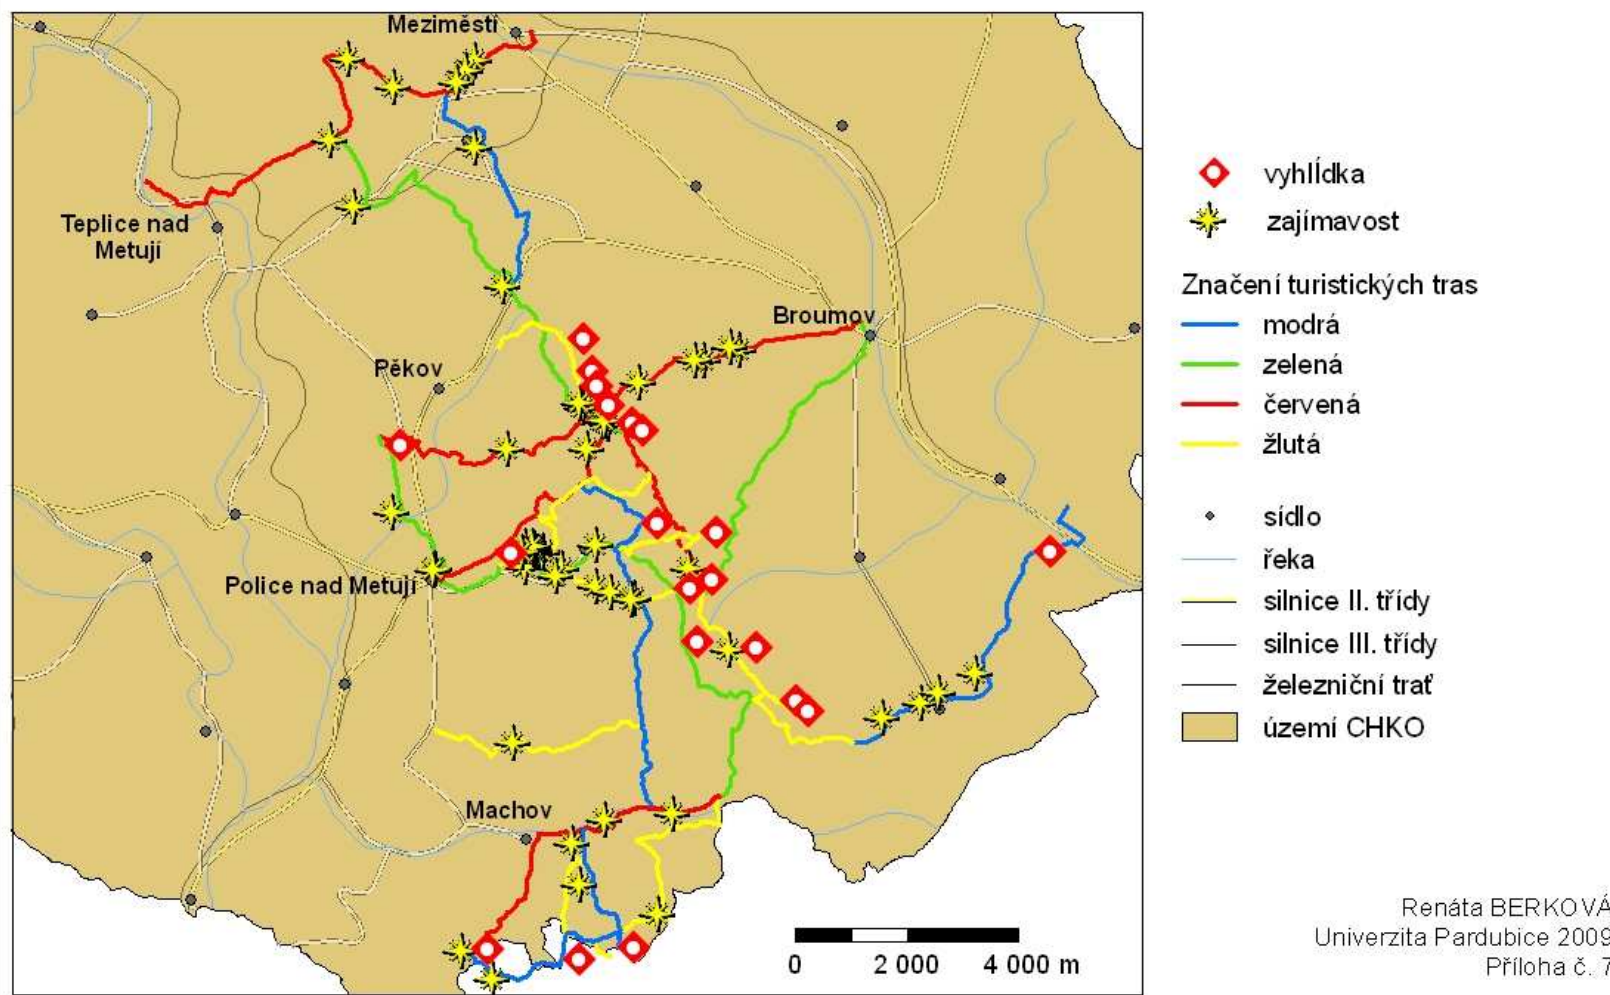 Meziměstí
Teplice nad
Metují
Broumov
Pěkov
Police nad Metují
Machov
0 2 000 4 000 m
vyhlídka
zajímavost
Značení turistických tras
modrá
zelená
červená
žlutá
sídlo
řeka
silnice II. třídy
silnice III. třídy
železniční trať
území CHKO
Renáta BERKOVÁ
Univerzita Pardubice 2009
Příloha č. 7